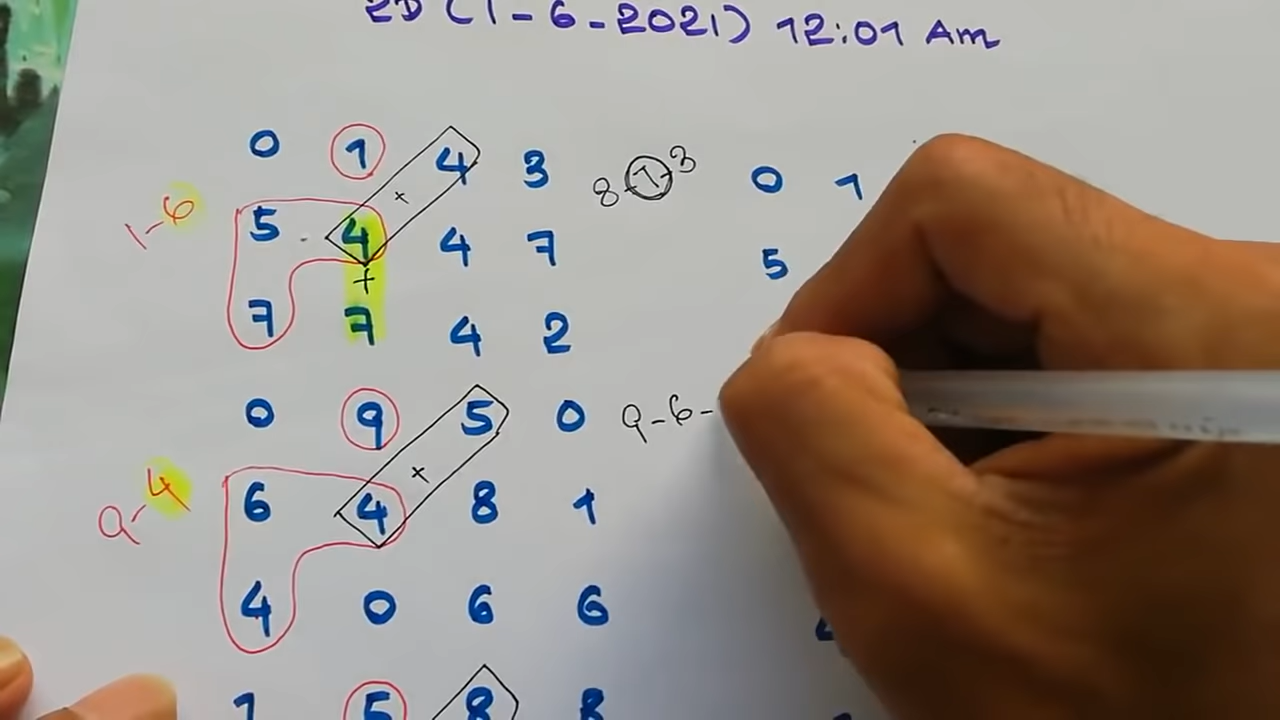 2D (1-6-2021) 12:01 Am
0 1 4 3 8-7-3 0 1
1-6 5 4 4 7 5
+
+
7 7 4 2
0 9 5 0 9-6-
+
9-4 6 4 8 1
4 0 6 6
1 5 8 8